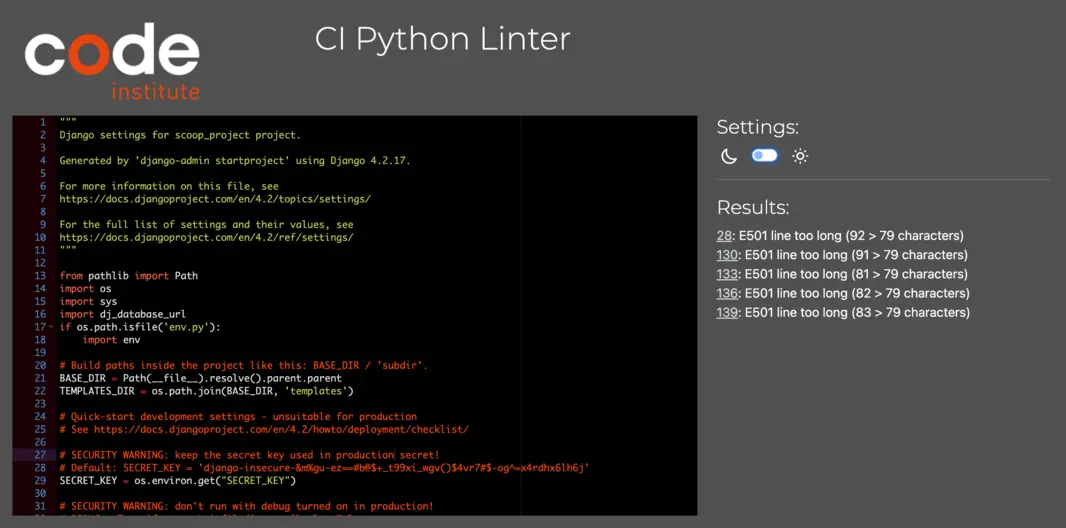 code
institute
CI Python Linter
1 """
2 Django settings for scoop_project project.
3
4 Generated by 'django-admin startproject' using Django 4.2.17.
5
6 For more information on this file, see
7 https://docs.djangoproject.com/en/4.2/topics/settings/
8
9 For the full list of settings and their values, see
10 https://docs.djangoproject.com/en/4.2/ref/settings/
11 """
12
13 from pathlib import Path
14 import os
15 import sys
16 import dj_database_url
17 if os.path.isfile('env.py'):
18 import env
19
20 # Build paths inside the project like this: BASE_DIR / 'subdir'.
21 BASE_DIR = Path(__file__).resolve().parent.parent
22 TEMPLATES_DIR = os.path.join(BASE_DIR, 'templates')
23
24 # Quick-start development settings - unsuitable for production
25 # See https://docs.djangoproject.com/en/4.2/howto/deployment/checklist/
26
27 # SECURITY WARNING: keep the secret key used in production secret!
28 # Default: SECRET_KEY = 'django-insecure-&m%gu-ez==#b@$+_t99xi_wgv()$4vr7#$-og^=x4rdhx6lh6j'
29 SECRET_KEY = os.environ.get("SECRET_KEY")
30
31 # SECURITY WARNING: don't run with debug turned on in production!
Settings:
Results:
28: E501 line too long (92 > 79 characters)
130: E501 line too long (91 > 79 characters)
133: E501 line too long (81 > 79 characters)
136: E501 line too long (82 > 79 characters)
139: E501 line too long (83 > 79 characters)